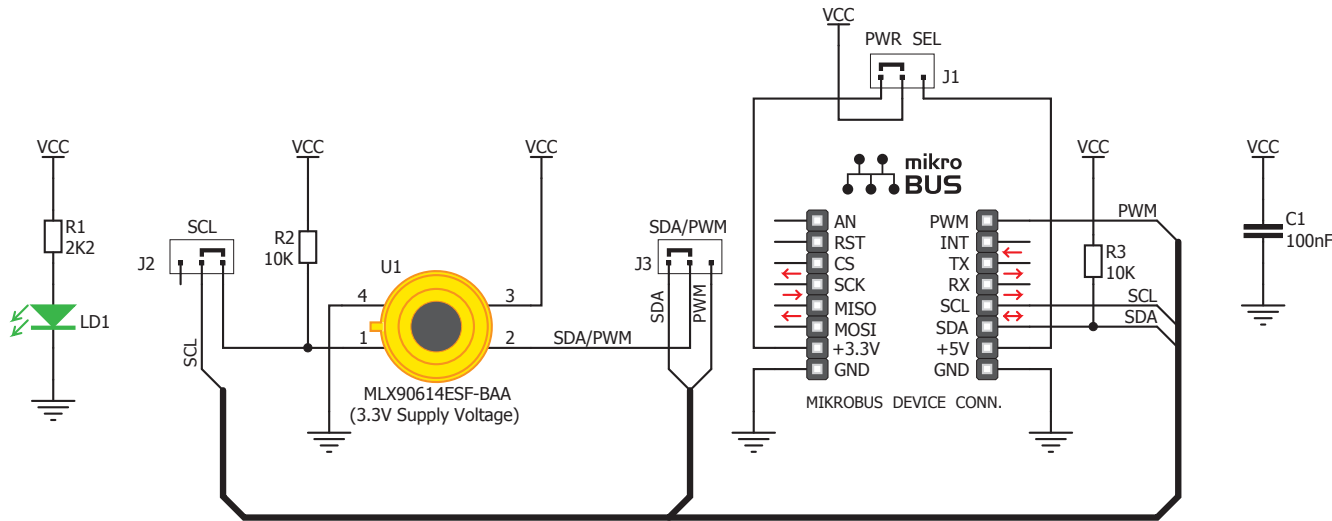 VCC
PWR SEL
J1
VCC
VCC
VCC
VCC
VCC
mikro
BUS
R1
2K2
SCL
J2
R2
10K
U1
SDA/PWM
J3
AN
RST
CS
SCK
MISO
MOSI
+3.3V
GND
PWM
INT
TX
RX
SCL
SDA
+5V
GND
PWM
R3
10K
SCL
SDA
C1
100nF
LD1
4
3
1
2
SDA/PWM
SCL
SDA
PWM
MLX90614ESF-BAA
(3.3V Supply Voltage)
MIKROBUS DEVICE CONN.